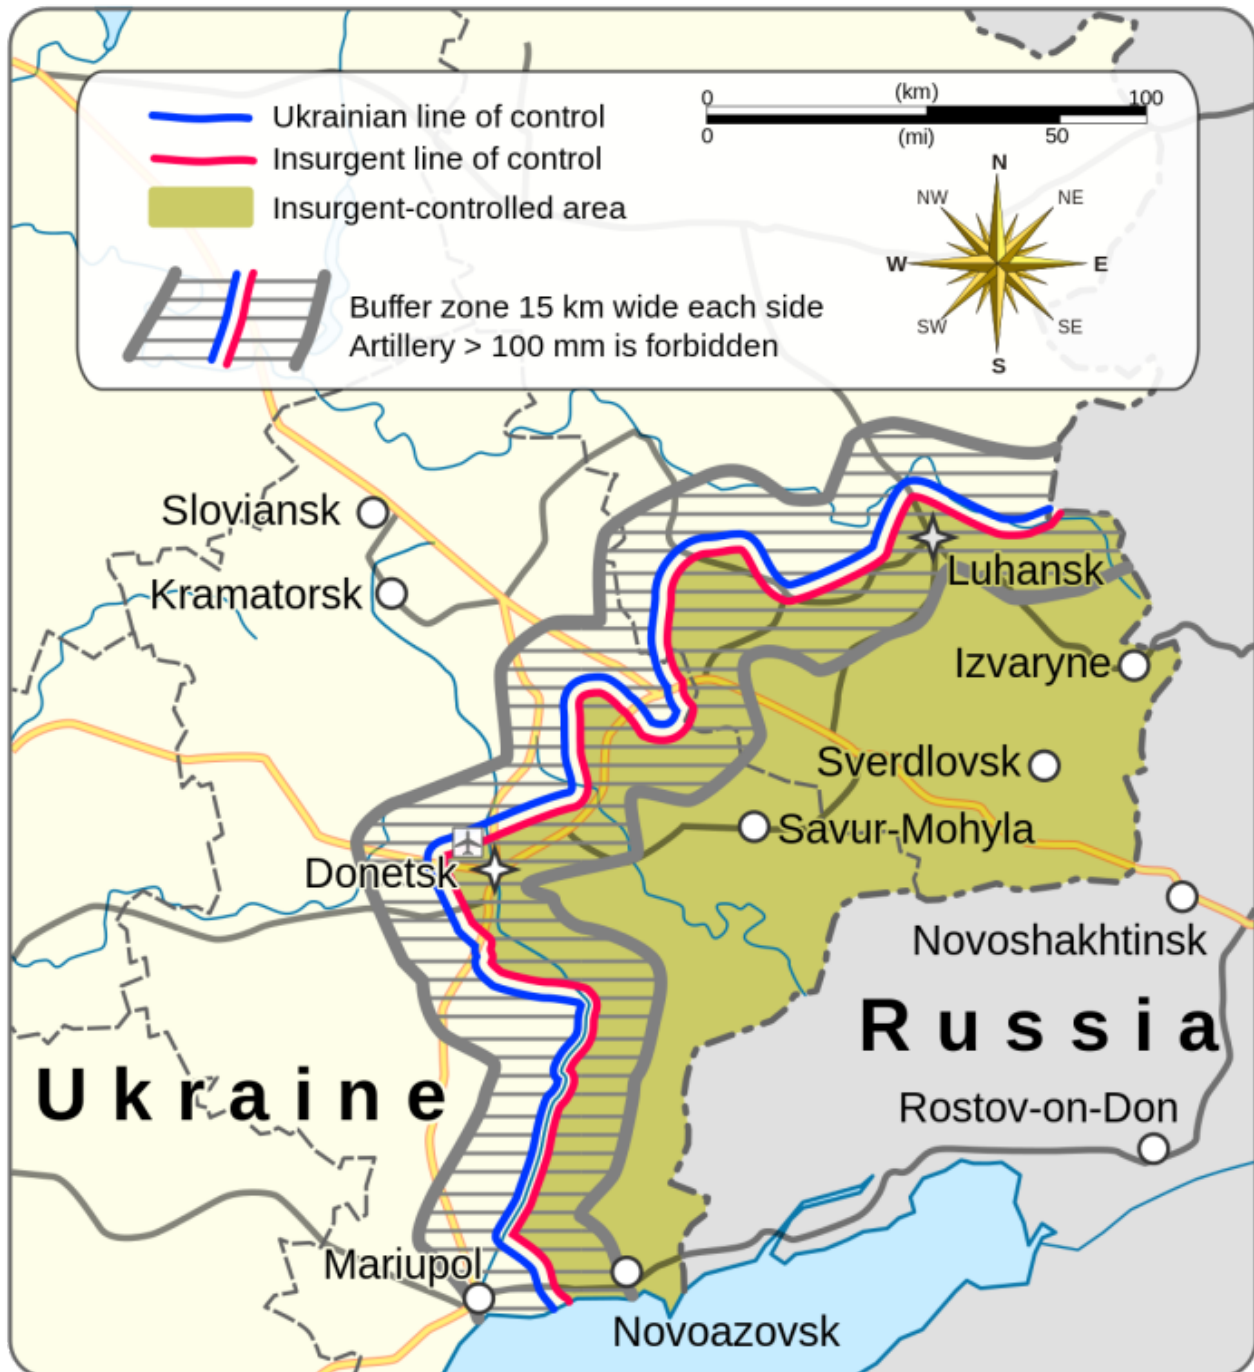 Ukrainian line of control
Insurgent line of control
Insurgent-controlled area
Buffer zone 15 km wide each side
Artillery > 100 mm is forbidden
0 (km) 100
0 (mi) 50
N
NW NE
W E
SW SE
S
Sloviansk
Kramatorsk
Luhansk
Izvaryne
Sverdlovsk
Savur-Mohyla
Donetsk
Novoshakhtinsk
Russia
Ukraine
Rostov-on-Don
Mariupol
Novoazovsk